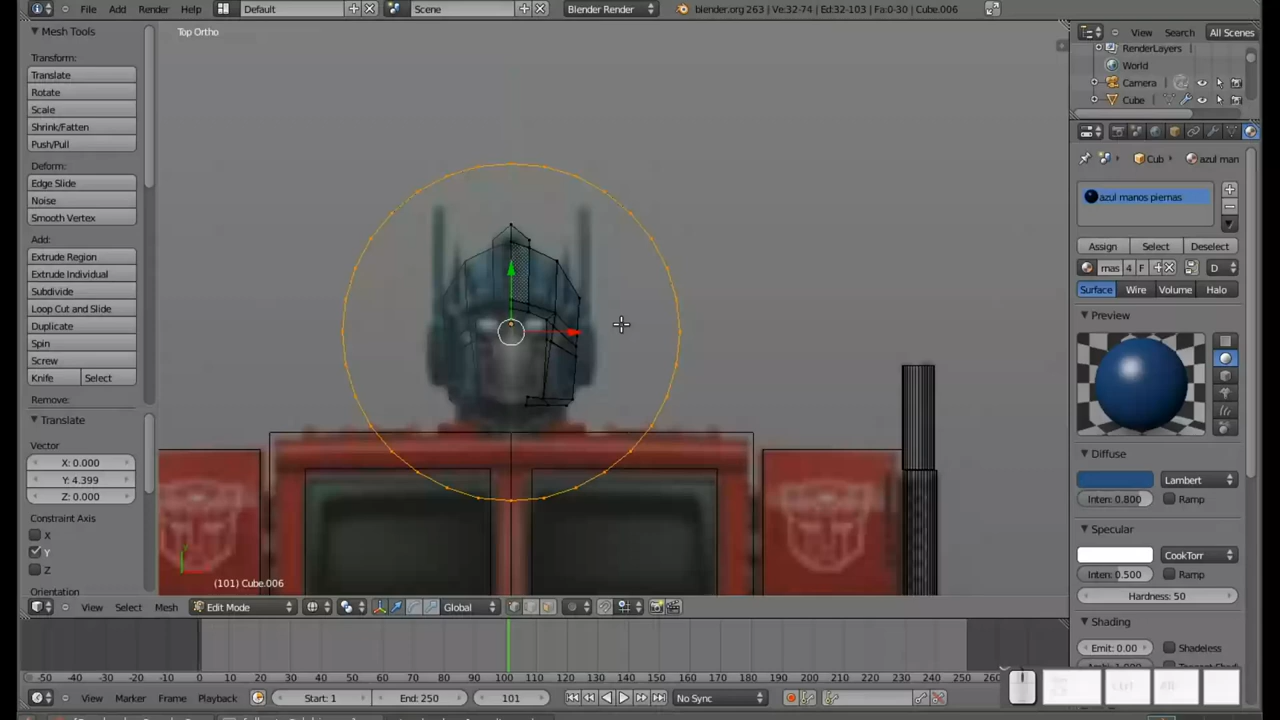 File Add Render Help Default Scene Blender Render blender.org 263 | Ve:32-74 | Ed:32-103 | Fa:0-30 | Cube.006
Mesh Tools
Top Ortho
View Search All Scenes
RenderLayers
World
Camera
Cube
Transform:
Translate
Rotate
Scale
Shrink/Fatten
Push/Pull
Deform:
Edge Slide
Noise
Smooth Vertex
Add:
Extrude Region
Extrude Individual
Subdivide
Loop Cut and Slide
Duplicate
Spin
Screw
Knife Select
Remove:
Translate
Vector
X: 0.000
Y: 4.399
Z: 0.000
Constraint Axis
X
Y
Z
Orientation
(101) Cube.006
Cub azul man
azul manos piernas
Assign Select Deselect
mas 4 F D
Surface Wire Volume Halo
Preview
Diffuse
Lambert
Inten: 0.800 Ramp
Specular
CookTorr
Inten: 0.500 Ramp
Hardness: 50
Shading
Emit: 0.00 Shadeless
View Select Mesh Edit Mode Global
-50 -40 -30 -20 -10 0 10 20 30 40 50 60 70 80 90 100 110 120 130 140 150 160 170 180 190 200 210 220 230 240 250 260
View Marker Frame Playback Start: 1 End: 250 101 No Sync
Ctrl